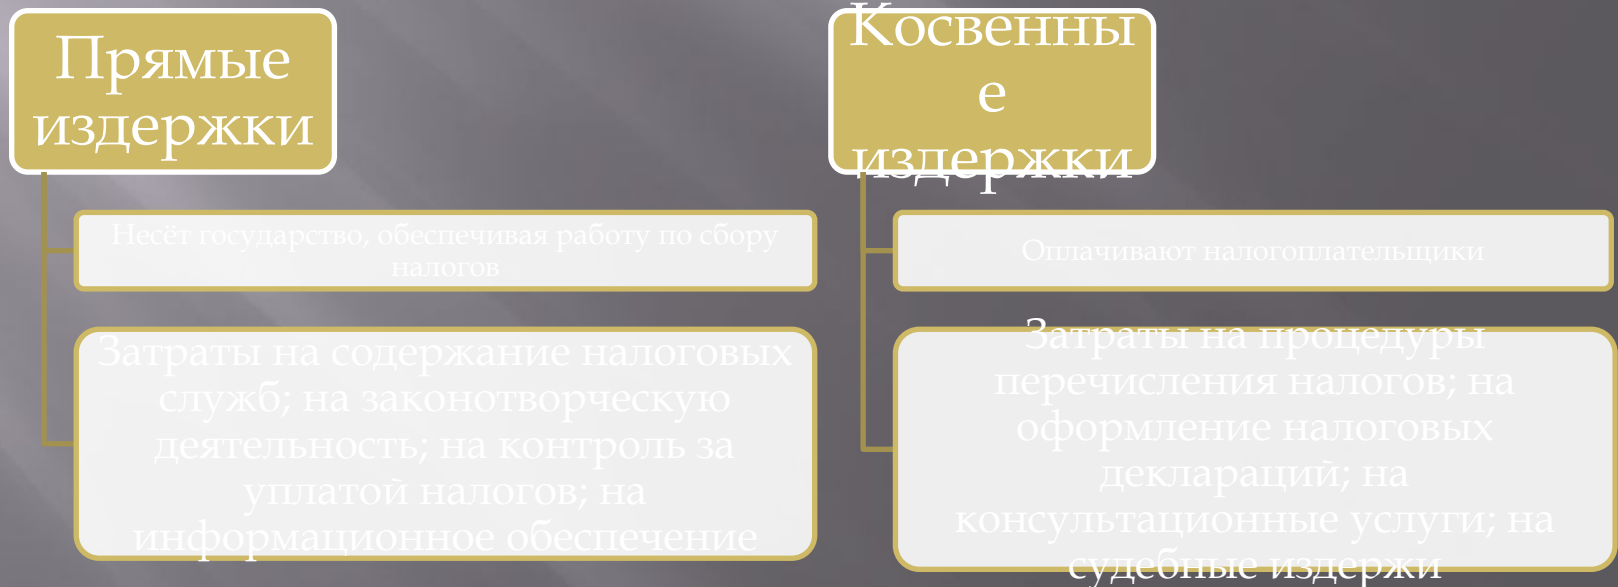 Прямые
издержки
Несёт государство, обеспечивая работу по сбору
налогов
Затраты на содержание налоговых
служб; на законотворческую
деятельность; на контроль за
уплатой налогов; на
информационное обеспечение
Косвенны
е
издержки
Оплачивают налогоплательщики
Затраты на процедуры
перечисления налогов; на
оформление налоговых
деклараций; на
консультационные услуги; на
судебные издержи